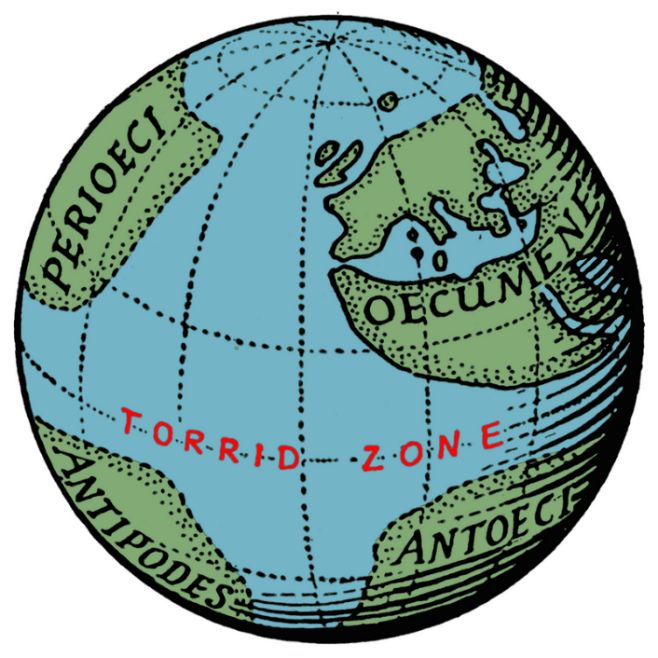 PERIOECI
OECUMENE
TORRID ZONE
ANTIPODES
ANTOECI